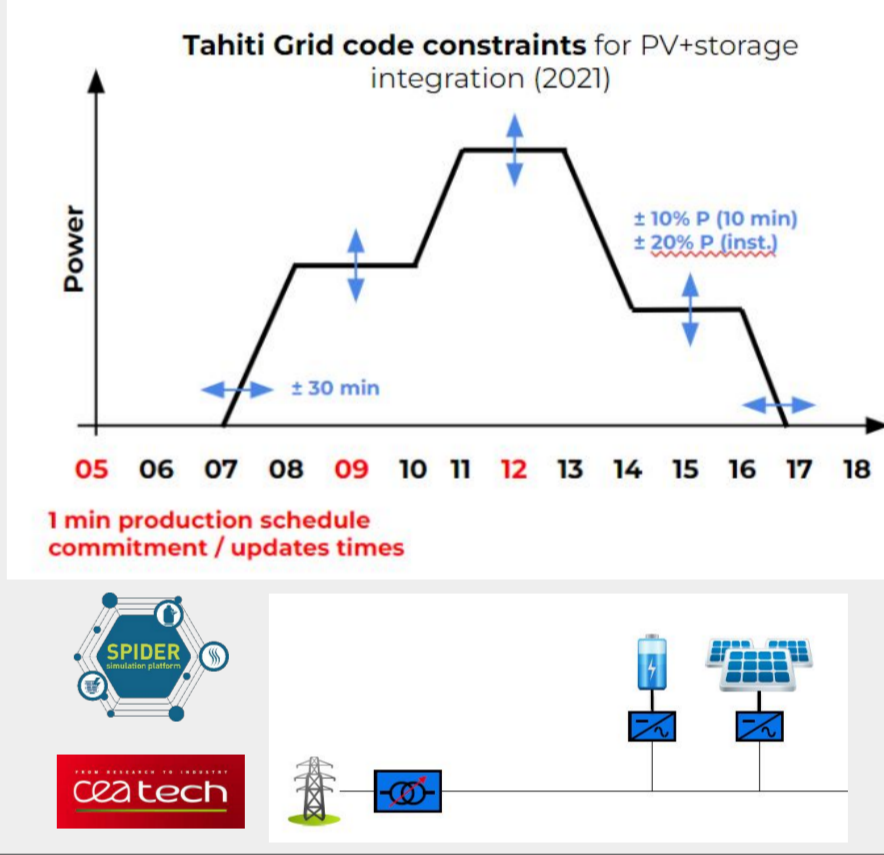 Tahiti Grid code constraints for PV+storage
integration (2021)
Power
± 10% P (10 min)
± 20% P (inst.)
± 30 min
05 06 07 08 09 10 11 12 13 14 15 16 17 18
1 min production schedule
commitment / updates times
SPIDER
simulation platform
FROM RESEARCH TO INDUSTRY
cea tech